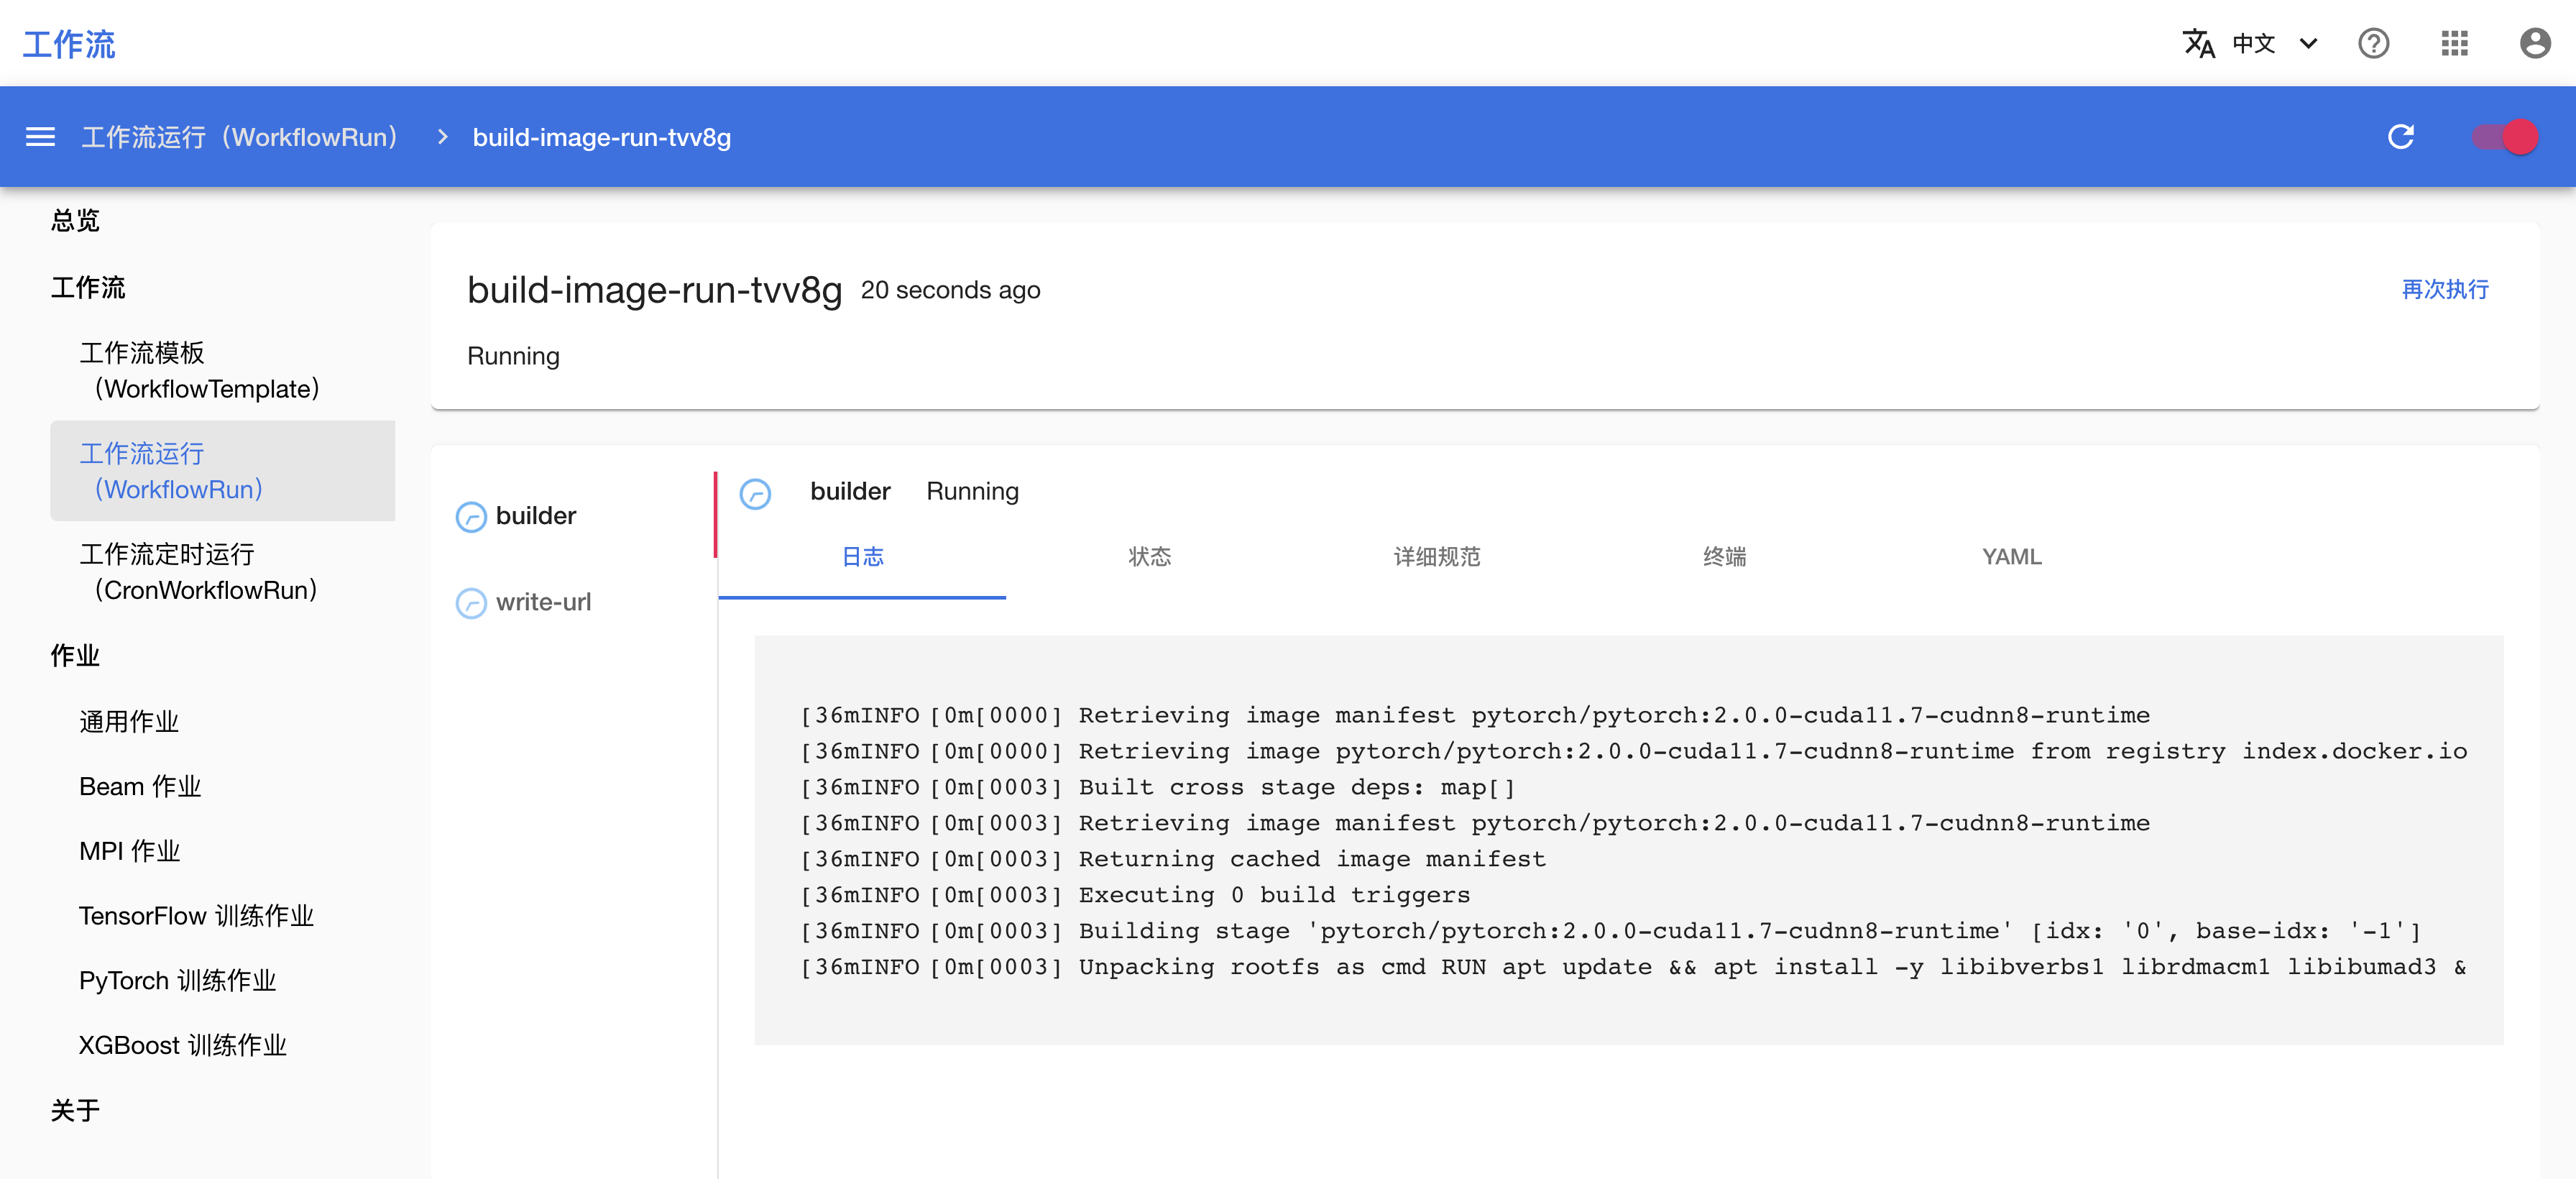 工作流
中文
工作流运行（WorkflowRun） > build-image-run-tvv8g
总览
工作流
工作流模板
（WorkflowTemplate）
工作流运行
（WorkflowRun）
工作流定时运行
（CronWorkflowRun）
作业
通用作业
Beam 作业
MPI 作业
TensorFlow 训练作业
PyTorch 训练作业
XGBoost 训练作业
关于
build-image-run-tvv8g 20 seconds ago
再次执行
Running
builder
write-url
builder Running
日志 状态 详细规范 终端 YAML
[36mINFO[0m[0000] Retrieving image manifest pytorch/pytorch:2.0.0-cuda11.7-cudnn8-runtime
[36mINFO[0m[0000] Retrieving image pytorch/pytorch:2.0.0-cuda11.7-cudnn8-runtime from registry index.docker.io
[36mINFO[0m[0003] Built cross stage deps: map[]
[36mINFO[0m[0003] Retrieving image manifest pytorch/pytorch:2.0.0-cuda11.7-cudnn8-runtime
[36mINFO[0m[0003] Returning cached image manifest
[36mINFO[0m[0003] Executing 0 build triggers
[36mINFO[0m[0003] Building stage 'pytorch/pytorch:2.0.0-cuda11.7-cudnn8-runtime' [idx: '0', base-idx: '-1']
[36mINFO[0m[0003] Unpacking rootfs as cmd RUN apt update && apt install -y libibverbs1 librdmacm1 libibumad3 &